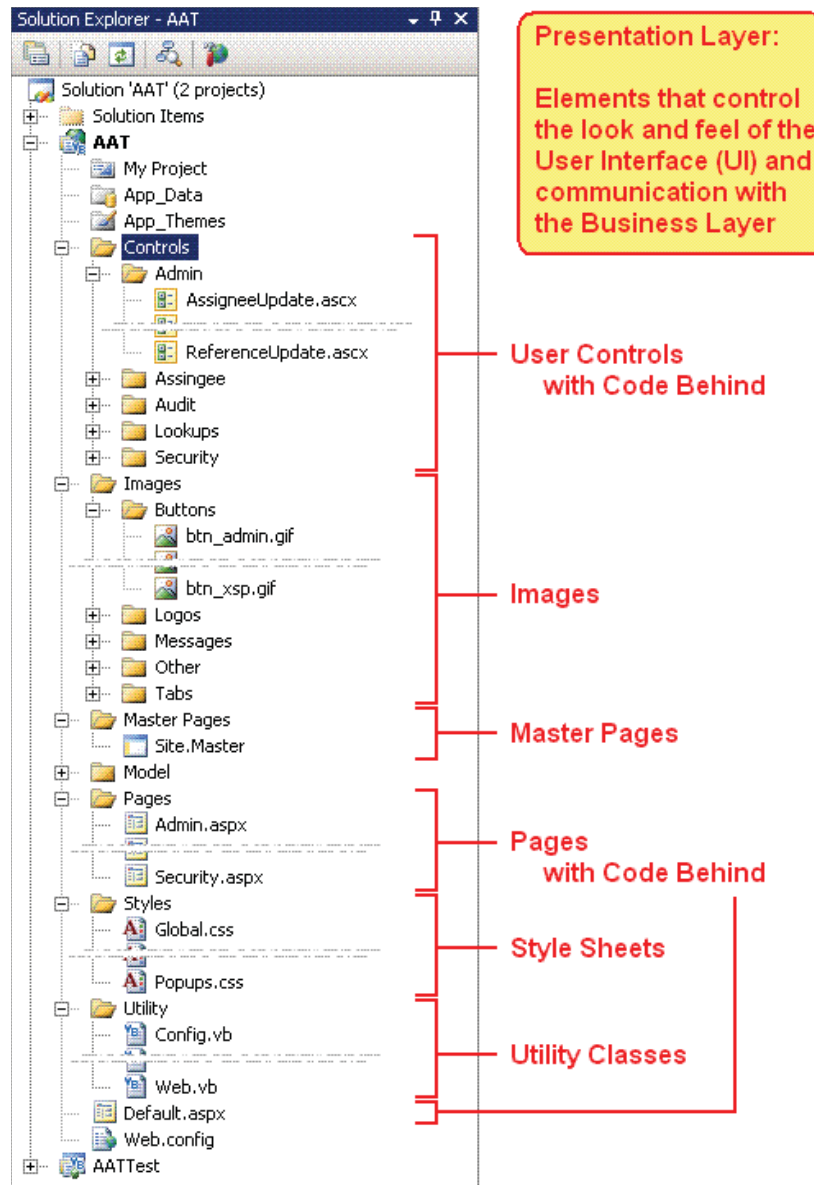 Solution Explorer - AAT
Solution 'AAT' (2 projects)
Solution Items
AAT
My Project
App_Data
App_Themes
Controls
Admin
AssigneeUpdate.ascx
ReferenceUpdate.ascx
Assingee
Audit
Lookups
Security
Images
Buttons
btn_admin.gif
btn_xsp.gif
Logos
Messages
Other
Tabs
Master Pages
Site.Master
Model
Pages
Admin.aspx
Security.aspx
Styles
Global.css
Popups.css
Utility
Config.vb
Web.vb
Default.aspx
Web.config
AATTest
Presentation Layer:
Elements that control
the look and feel of the
User Interface (UI) and
communication with
the Business Layer
User Controls
with Code Behind
Images
Master Pages
Pages
with Code Behind
Style Sheets
Utility Classes